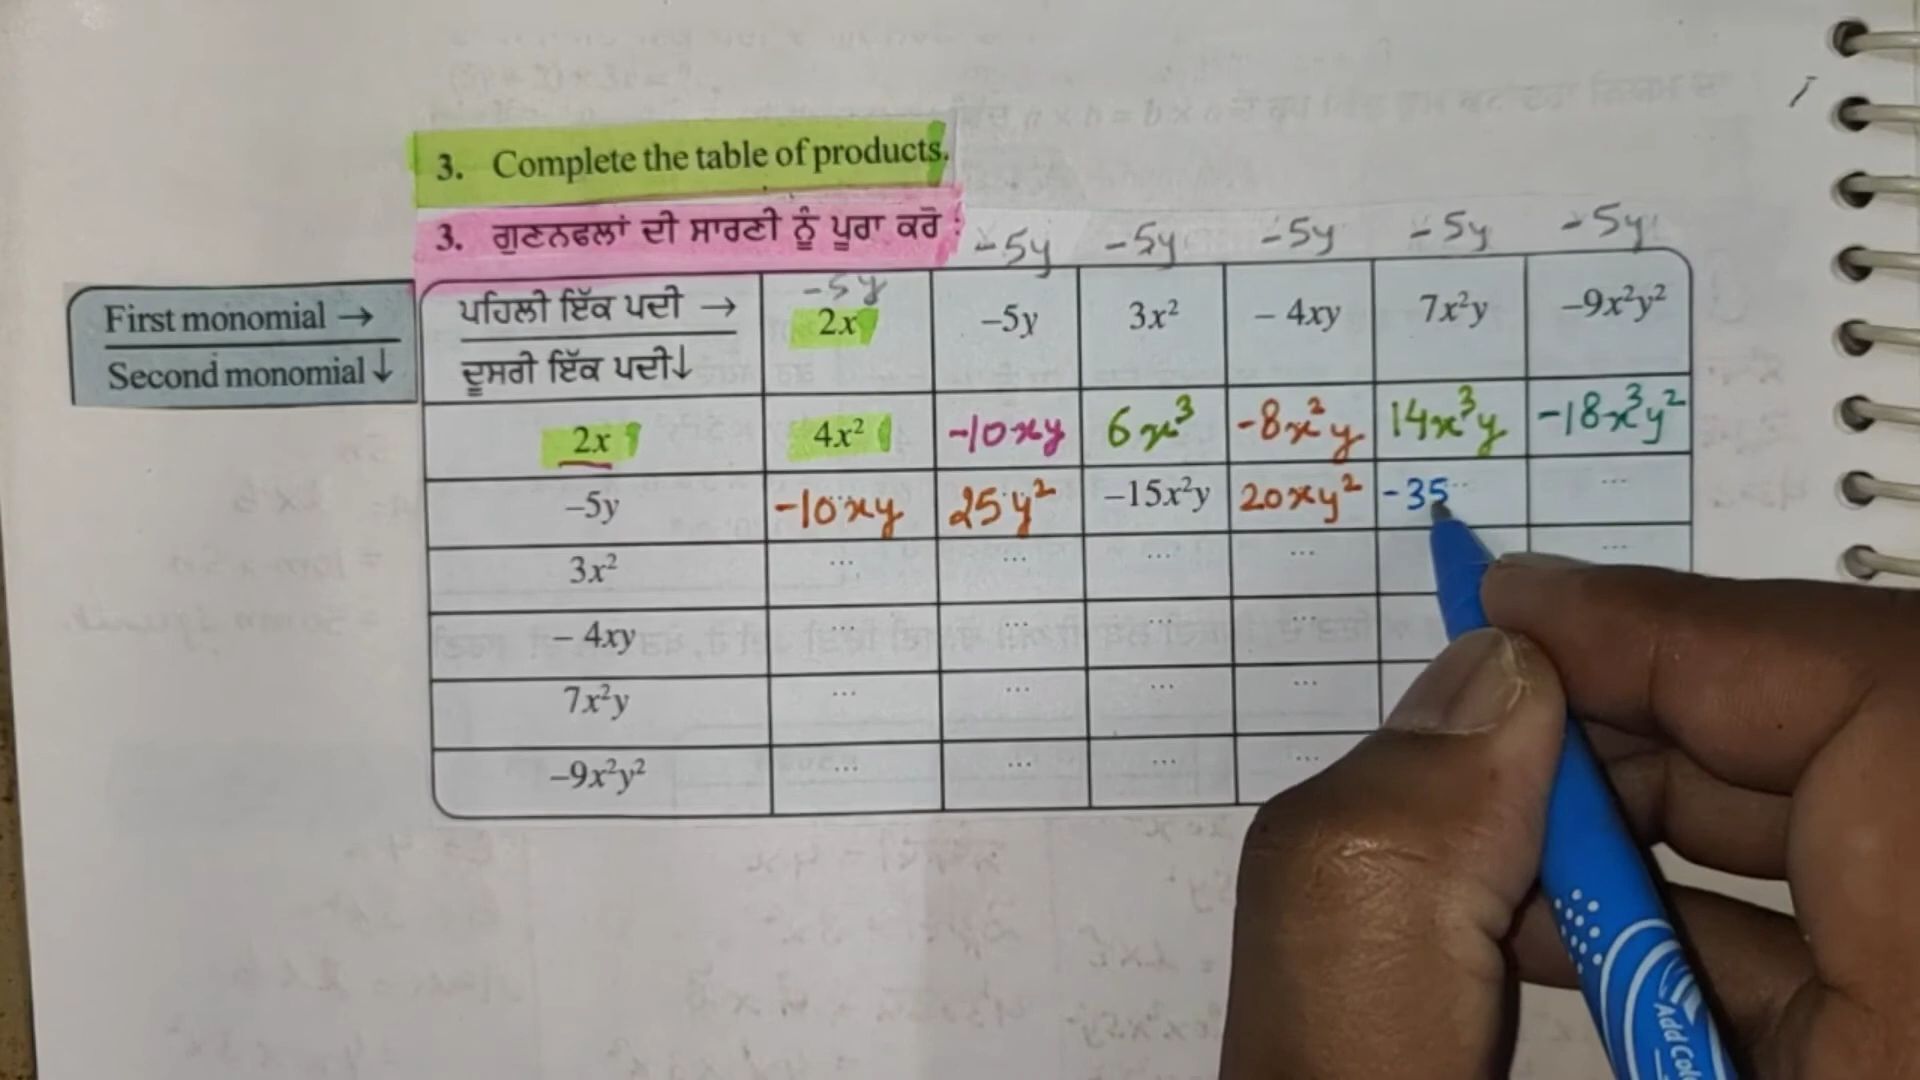 3. Complete the table of products.
3. ਗੁਣਨਫਲਾਂ ਦੀ ਸਾਰਣੀ ਨੂੰ ਪੂਰਾ ਕਰੋ :
-5y -5y -5y -5y -5y
-5y
First monomial → ਪਹਿਲੀ ਇੱਕ ਪਦੀ → 2x –5y 3x² – 4xy 7x²y –9x²y²
Second monomial ↓ ਦੂਸਰੀ ਇੱਕ ਪਦੀ↓
2x 4x² -10xy 6x³ -8x²y 14x³y -18x³y²
–5y -10xy 25y² –15x²y 20xy² -35 ...
3x² ... ... ... ... ...
– 4xy ... ... ... ...
7x²y ... ... ... ...
–9x²y² ... ... ... ...
Add Col